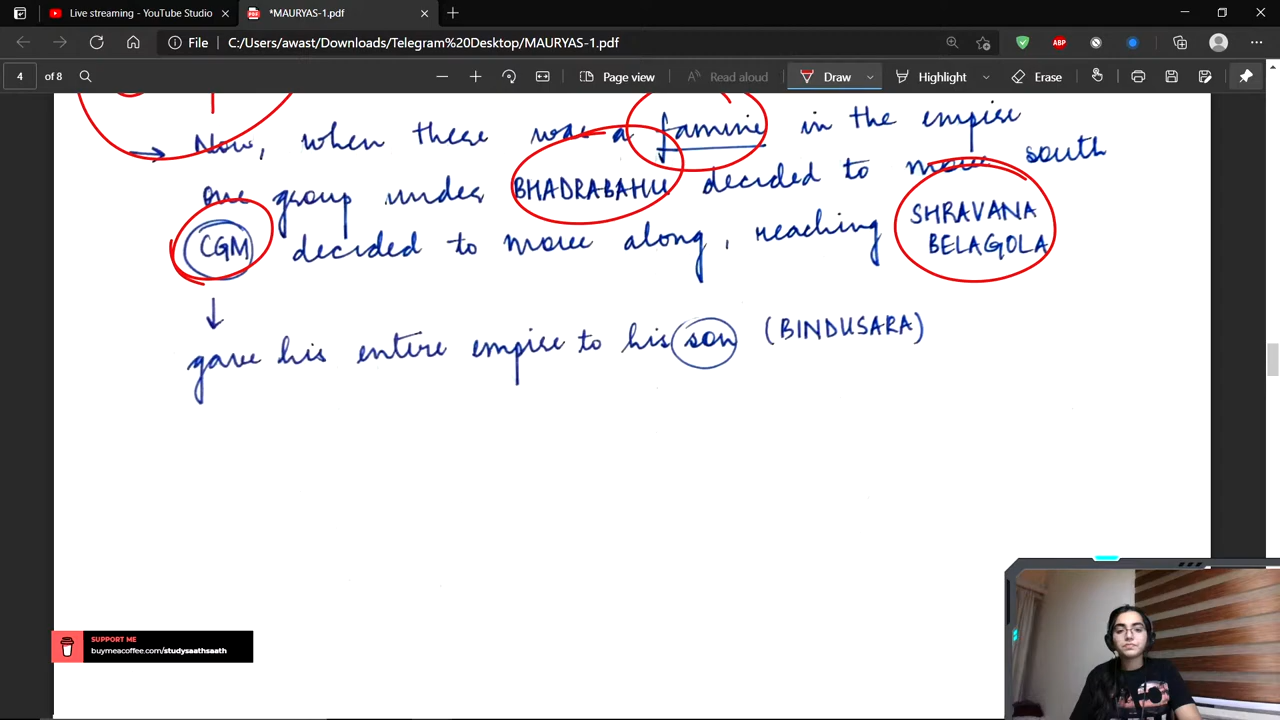 Live streaming - YouTube Studio
*MAURYAS-1.pdf
File
C:/Users/awast/Downloads/Telegram%20Desktop/MAURYAS-1.pdf
4 of 8
Page view
Read aloud
Draw
Highlight
Erase
→ Now, when there was a famine in the empire
one group under BHADRABAHU decided to move south
CGM decided to move along, reaching SHRAVANA
BELAGOLA
gave his entire empire to his son (BINDUSARA)
SUPPORT ME
buymeacoffee.com/studysaathsaath